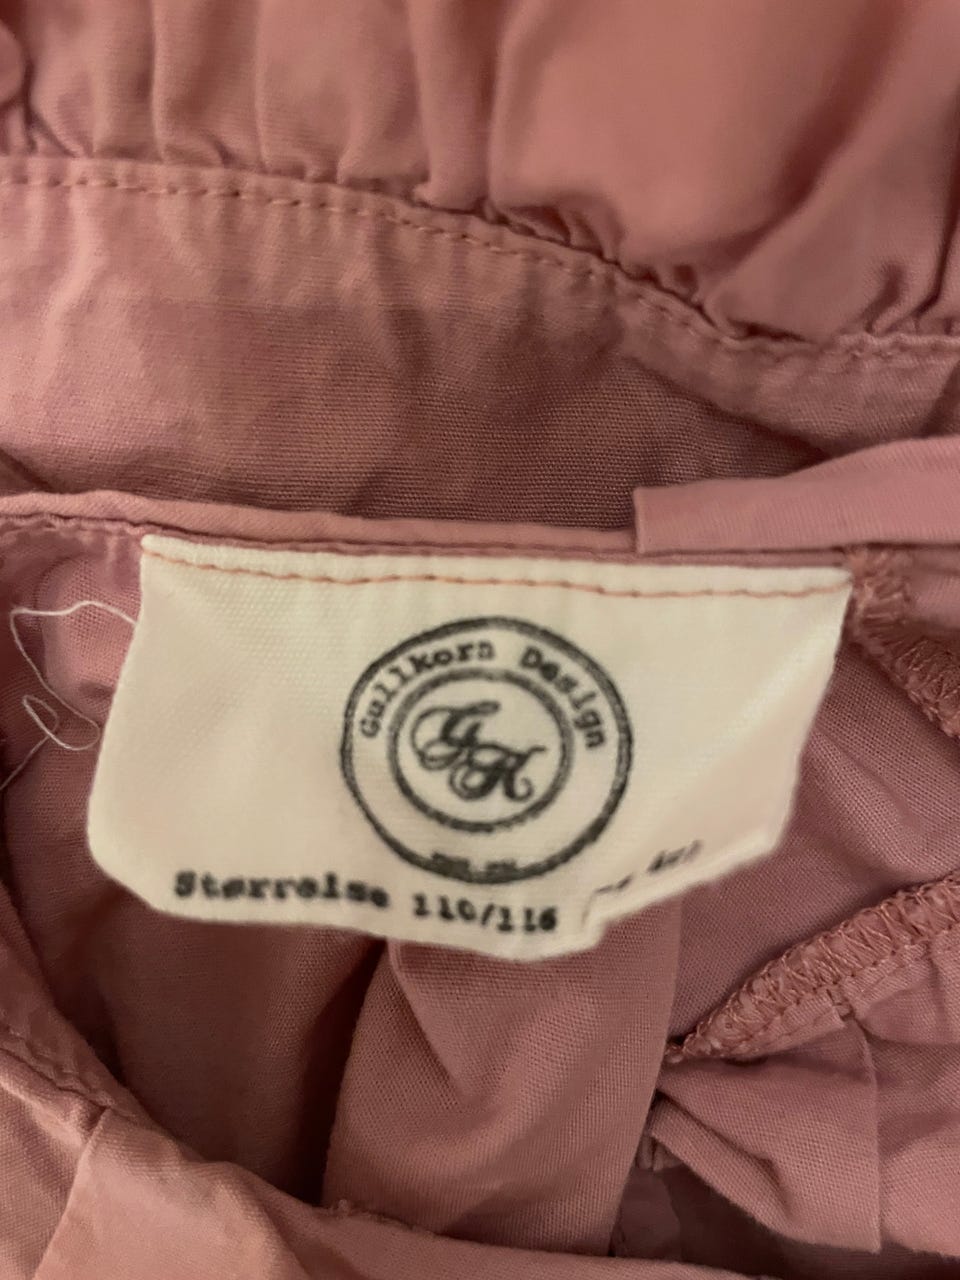 Gullkorn Design
GK
Størrelse 110/116